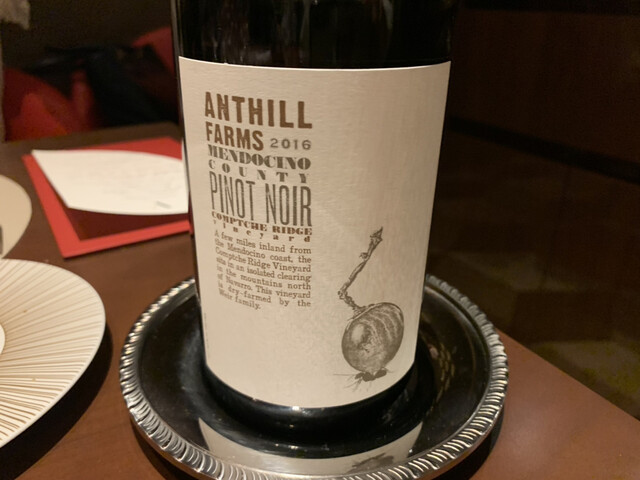 ANTHILL
FARMS 2016
MENDOCINO
COUNTY
PINOT NOIR
COMPTCHE RIDGE
vineyard
A few miles inland from
the Mendocino coast, the
Comptche Ridge Vineyard
sits in an isolated clearing
in the mountains north
of Navarro. This vineyard
is dry-farmed by the
Weir family.